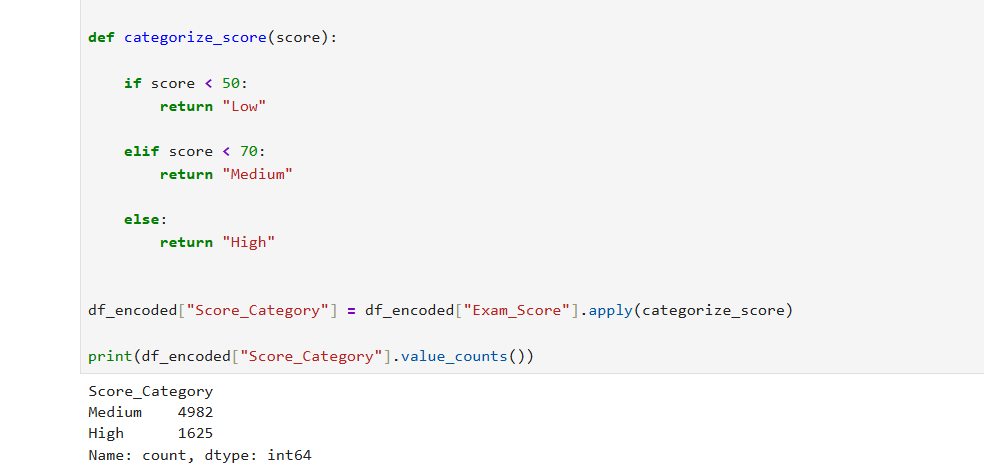 def categorize_score(score):
    if score < 50:
        return "Low"
    elif score < 70:
        return "Medium"
    else:
        return "High"
df_encoded["Score_Category"] = df_encoded["Exam_Score"].apply(categorize_score)
print(df_encoded["Score_Category"].value_counts())
Score_Category
Medium    4982
High      1625
Name: count, dtype: int64